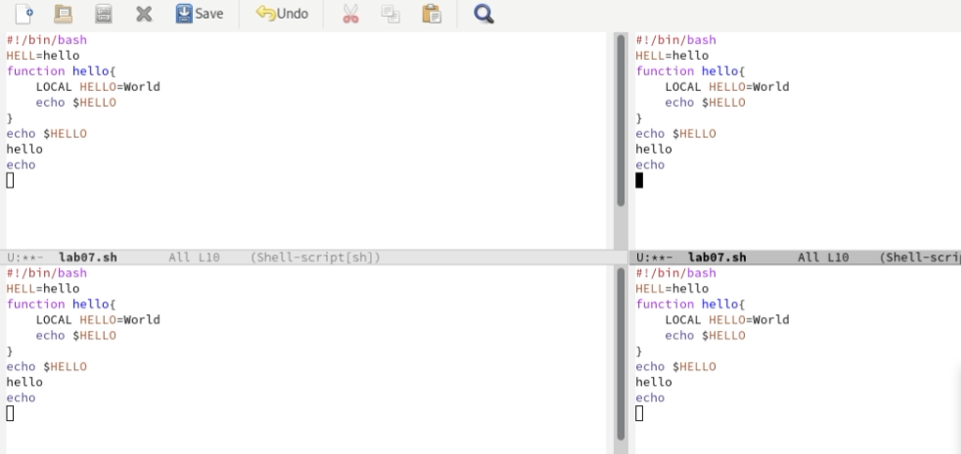 Save Undo
#!/bin/bash
HELL=hello
function hello{
    LOCAL HELLO=World
    echo $HELLO
}
echo $HELLO
hello
echo
U:**-  lab07.sh       All L10    (Shell-script[sh])
#!/bin/bash
HELL=hello
function hello{
    LOCAL HELLO=World
    echo $HELLO
}
echo $HELLO
hello
echo
U:**-  lab07.sh       All L10    (Shell-scrip
#!/bin/bash
HELL=hello
function hello{
    LOCAL HELLO=World
    echo $HELLO
}
echo $HELLO
hello
echo
#!/bin/bash
HELL=hello
function hello{
    LOCAL HELLO=World
    echo $HELLO
}
echo $HELLO
hello
echo